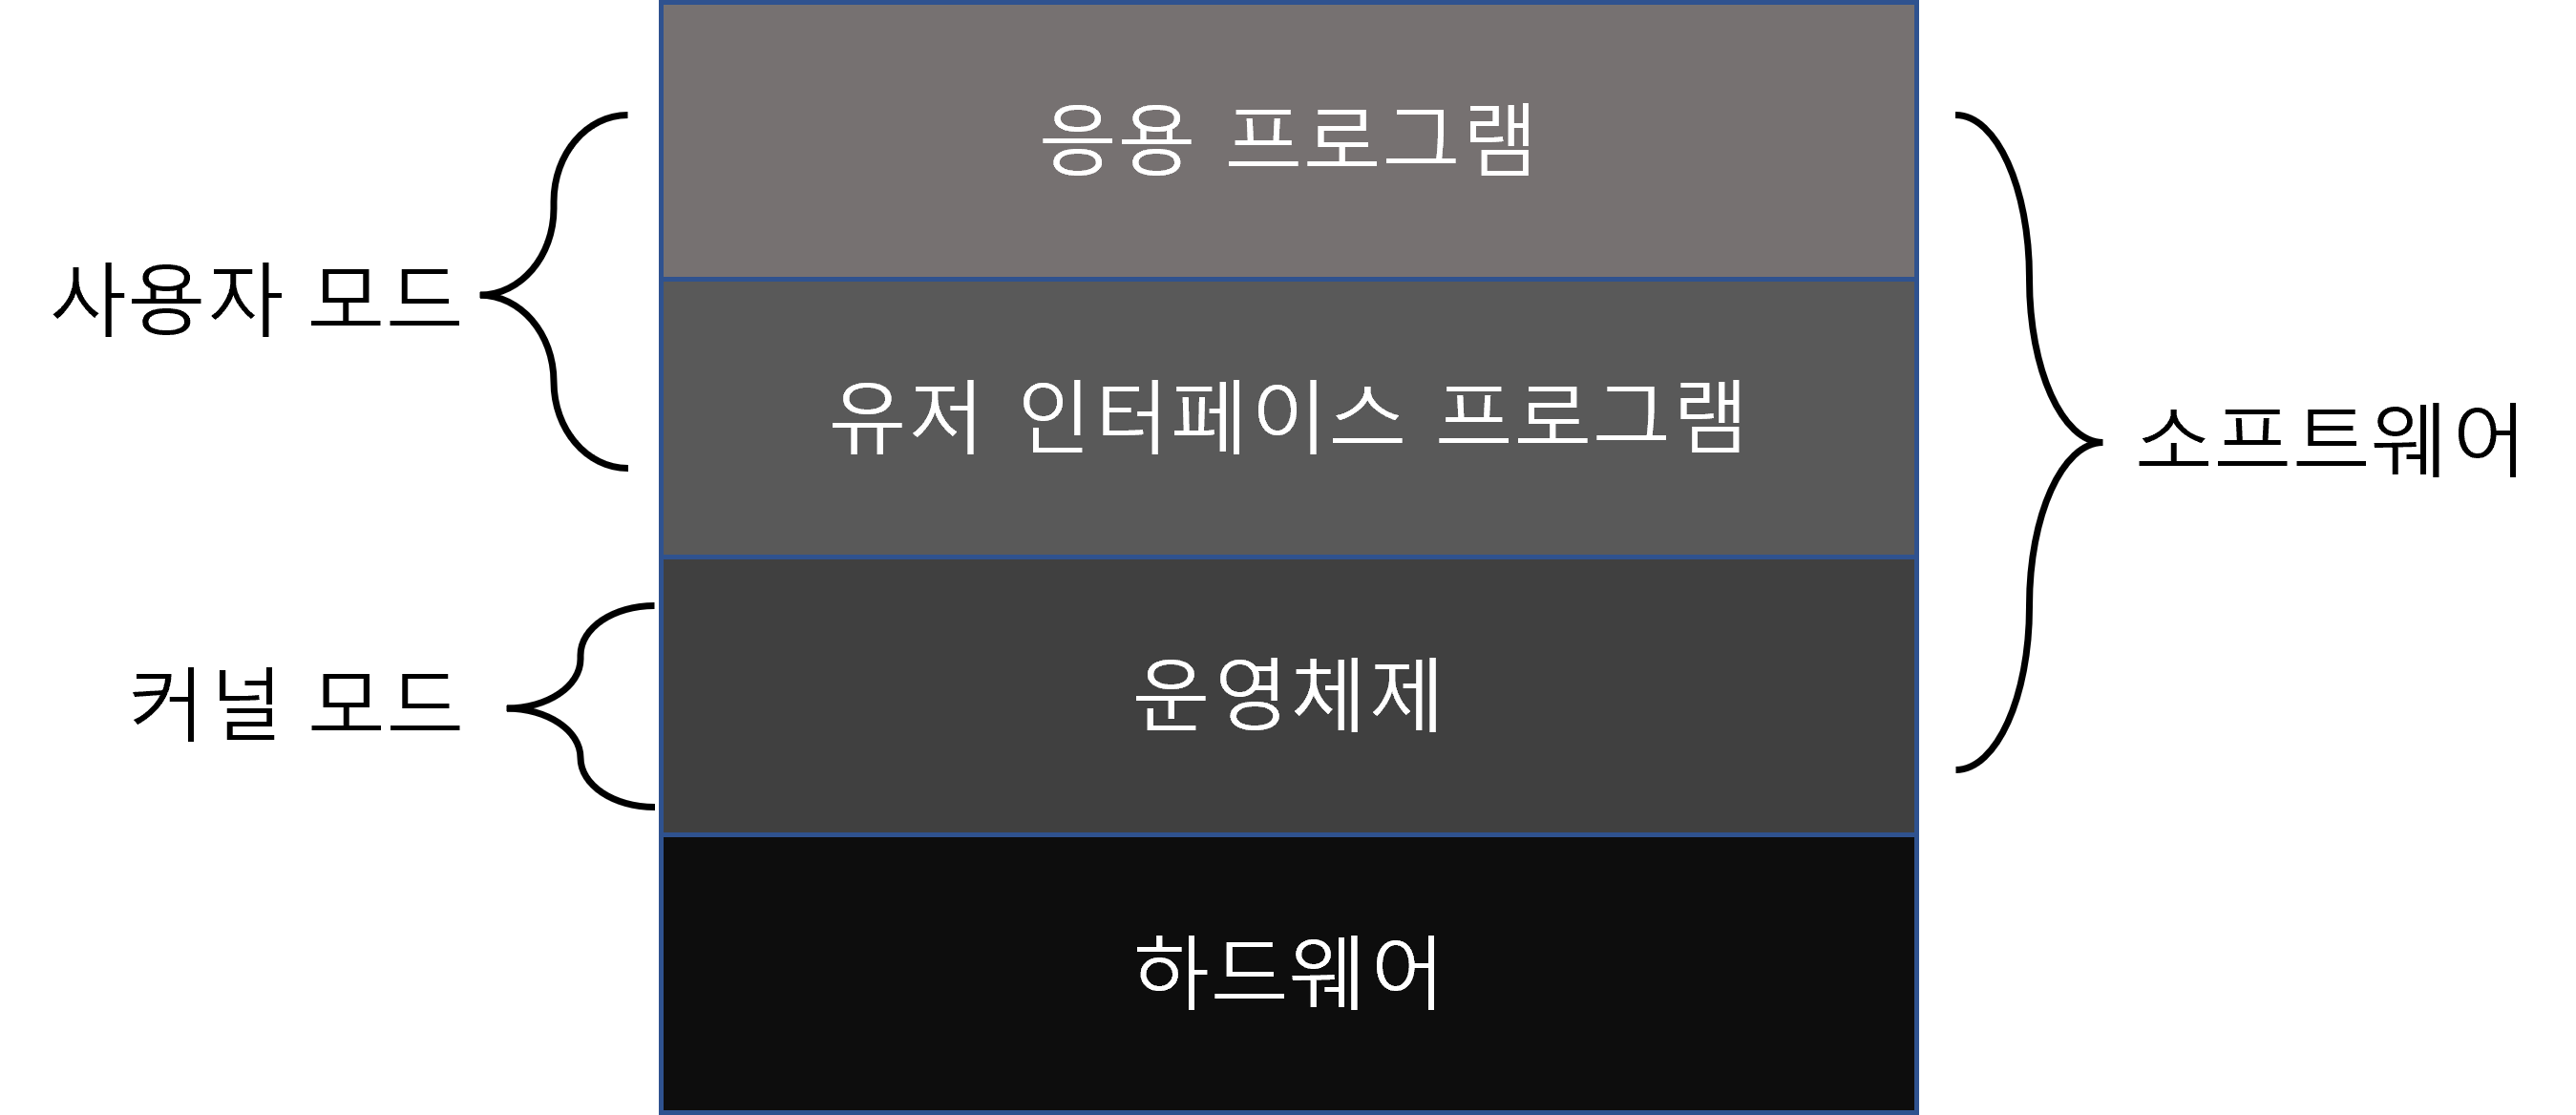 응용 프로그램
사용자 모드
유저 인터페이스 프로그램
소프트웨어
운영체제
커널 모드
하드웨어